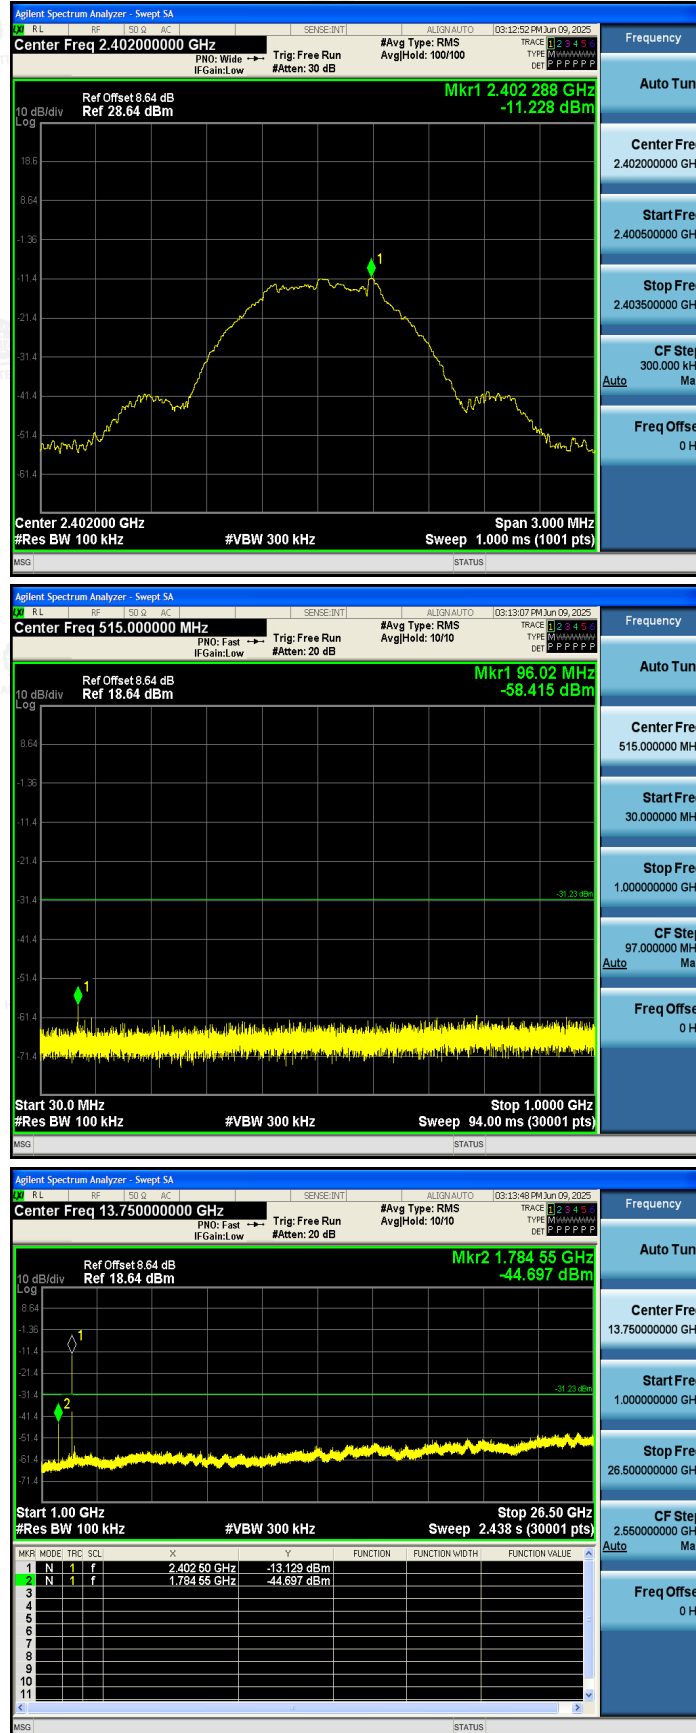 Agilent Spectrum Analyzer - Swept SA
LXI RL RF 50 Ω AC SENSE:INT ALIGNAUTO 03:12:52 PM Jun 09, 2025
Center Freq 2.402000000 GHz
PNO: Wide
IFGain:Low
Trig: Free Run
#Atten: 30 dB
#Avg Type: RMS
Avg|Hold: 100/100
TRACE 1 2 3 4 5 6
TYPE M W W W W W
DET P P P P P P
Mkr1 2.402 288 GHz
-11.228 dBm
Ref Offset 8.64 dB
10 dB/div Ref 28.64 dBm
Log
18.6
8.64
-1.36
-11.4
-21.4
-31.4
-41.4
-51.4
-61.4
1
Center 2.402000 GHz Span 3.000 MHz
#Res BW 100 kHz #VBW 300 kHz Sweep 1.000 ms (1001 pts)
MSG STATUS
Frequency
Auto Tun
Center Fre
2.402000000 GH
Start Fre
2.400500000 GH
Stop Fre
2.403500000 GH
CF Ste
300.000 kH
Auto Ma
Freq Offse
0 H
Agilent Spectrum Analyzer - Swept SA
LXI RL RF 50 Ω AC SENSE:INT ALIGNAUTO 03:13:07 PM Jun 09, 2025
Center Freq 515.000000 MHz
PNO: Fast
IFGain:Low
Trig: Free Run
#Atten: 20 dB
#Avg Type: RMS
Avg|Hold: 10/10
TRACE 1 2 3 4 5 6
TYPE M W W W W W
DET P P P P P P
Mkr1 96.02 MHz
-58.415 dBm
Ref Offset 8.64 dB
10 dB/div Ref 18.64 dBm
Log
8.64
-1.36
-11.4
-21.4
-31.4
-41.4
-51.4
-61.4
-71.4
-31.23 dBm
1
Start 30.0 MHz Stop 1.0000 GHz
#Res BW 100 kHz #VBW 300 kHz Sweep 94.00 ms (30001 pts)
MSG STATUS
Frequency
Auto Tun
Center Fre
515.000000 MH
Start Fre
30.000000 MH
Stop Fre
1.000000000 GH
CF Ste
97.000000 MH
Auto Ma
Freq Offse
0 H
Agilent Spectrum Analyzer - Swept SA
LXI RL RF 50 Ω AC SENSE:INT ALIGNAUTO 03:13:48 PM Jun 09, 2025
Center Freq 13.750000000 GHz
PNO: Fast
IFGain:Low
Trig: Free Run
#Atten: 20 dB
#Avg Type: RMS
Avg|Hold: 10/10
TRACE 1 2 3 4 5 6
TYPE M W W W W W
DET P P P P P P
Mkr2 1.784 55 GHz
-44.697 dBm
Ref Offset 8.64 dB
10 dB/div Ref 18.64 dBm
Log
8.64
-1.36
-11.4
-21.4
-31.4
-41.4
-51.4
-61.4
-71.4
-31.23 dBm
1
2
Start 1.00 GHz Stop 26.50 GHz
#Res BW 100 kHz #VBW 300 kHz Sweep 2.438 s (30001 pts)
MKR MODE TRC SCL X Y FUNCTION FUNCTION WIDTH FUNCTION VALUE
1 N 1 f 2.402 50 GHz -13.129 dBm
2 N 1 f 1.784 55 GHz -44.697 dBm
3
4
5
6
7
8
9
10
11
MSG STATUS
Frequency
Auto Tun
Center Fre
13.750000000 GH
Start Fre
1.000000000 GH
Stop Fre
26.500000000 GH
CF Ste
2.550000000 GH
Auto Ma
Freq Offse
0 H